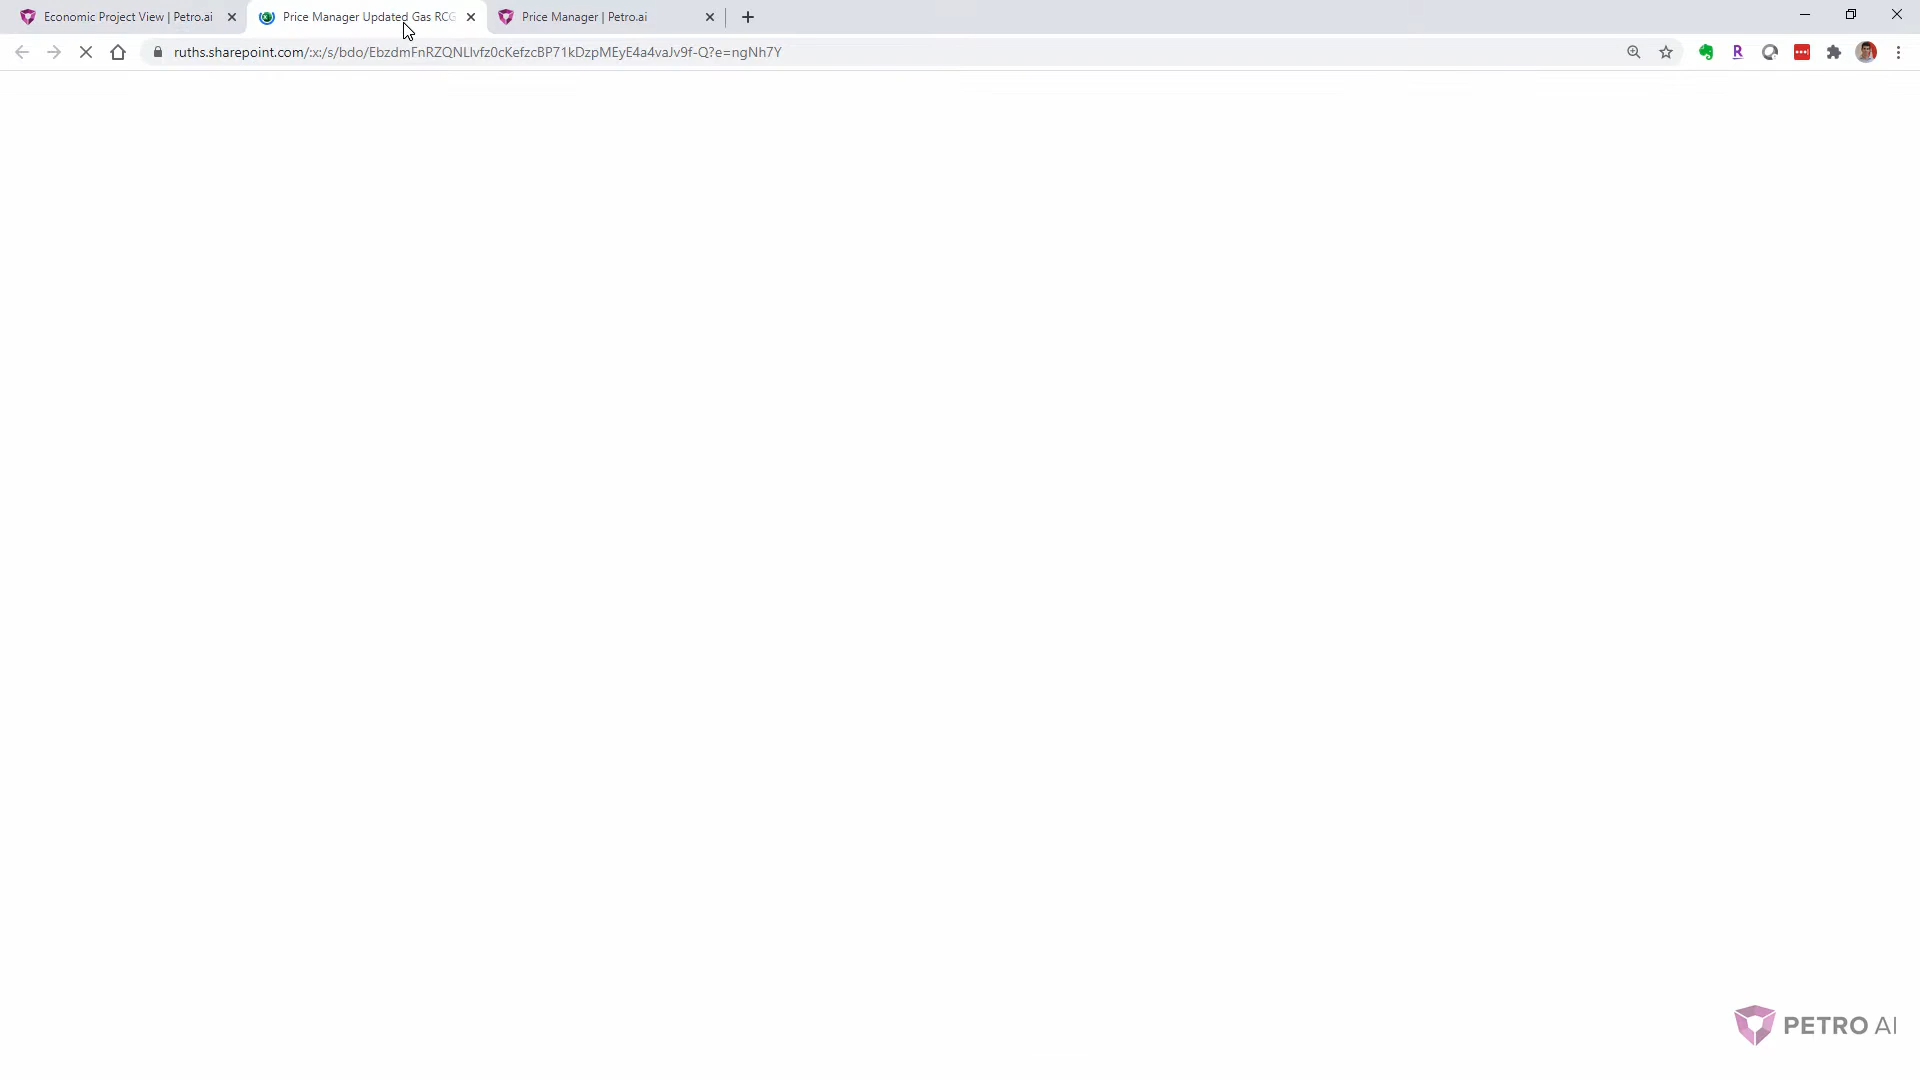 Economic Project View | Petro.ai
Price Manager Updated Gas RCG
Price Manager | Petro.ai
ruths.sharepoint.com/:x:/s/bdo/EbzdmFnRZQNLlvfz0cKefzcBP71kDzpMEyE4a4vaJv9f-Q?e=ngNh7Y
R
PETRO AI